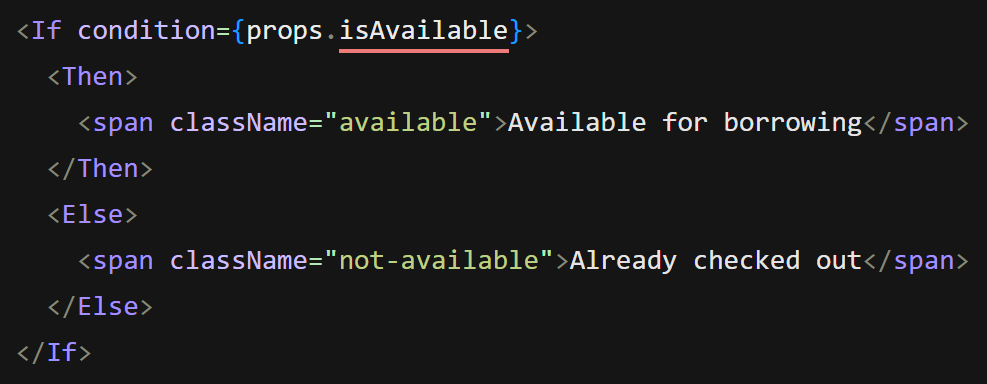 <If condition={props.isAvailable}>
  <Then>
    <span className="available">Available for borrowing</span>
  </Then>
  <Else>
    <span className="not-available">Already checked out</span>
  </Else>
</If>